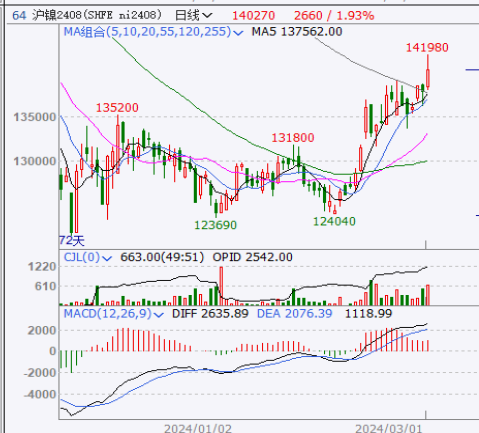 64 沪镍2408(SHFE ni2408) 日线 140270 2660 / 1.93%
MA组合(5,10,20,55,120,255) MA5 137562.00
141980
135200
135000
131800
130000
123690
124040
72天
CJL(0) 663.00(49:51) OPID 2542.00
1220
610
MACD(12,26,9) DIFF 2635.89 DEA 2076.39 1118.99
2000
0
-2000
-4000
2024/01/02 2024/03/01